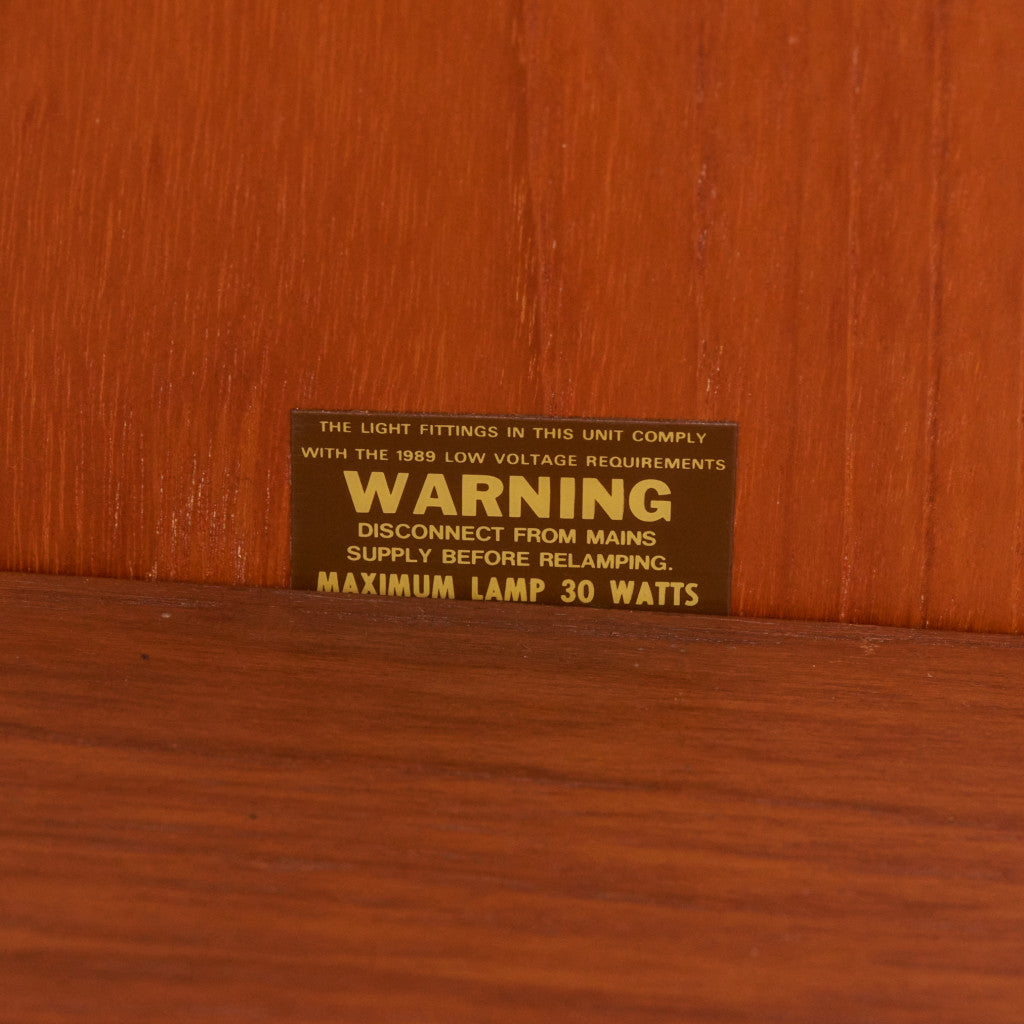 THE LIGHT FITTINGS IN THIS UNIT COMPLY
WITH THE 1989 LOW VOLTAGE REQUIREMENTS
WARNING
DISCONNECT FROM MAINS
SUPPLY BEFORE RELAMPING.
MAXIMUM LAMP 30 WATTS